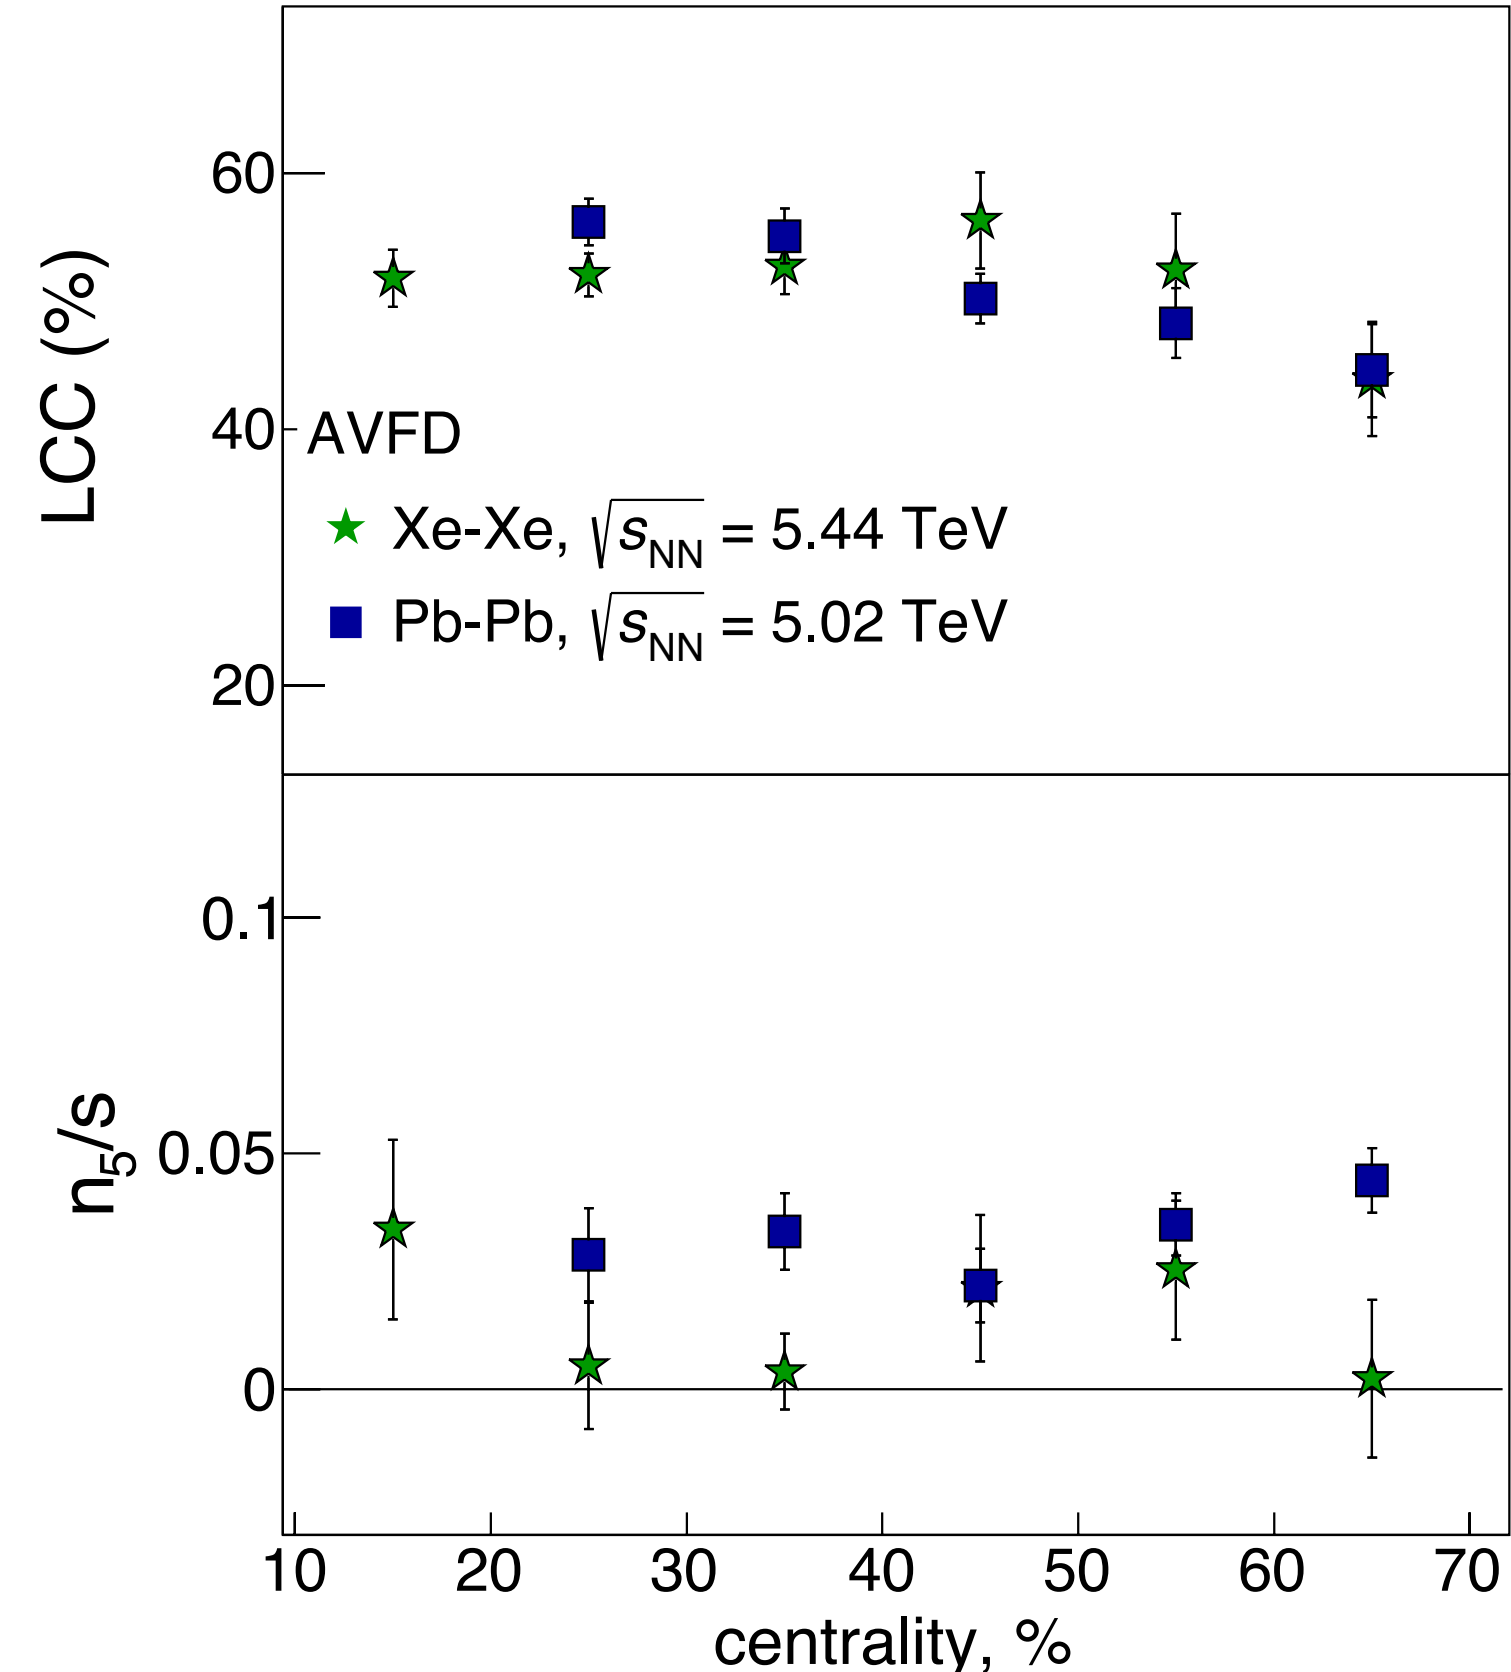 LCC (%)
60
40
20
AVFD
Xe-Xe, √sNN = 5.44 TeV
Pb-Pb, √sNN = 5.02 TeV
n5/s
0.1
0.05
0
10 20 30 40 50 60 70
centrality, %